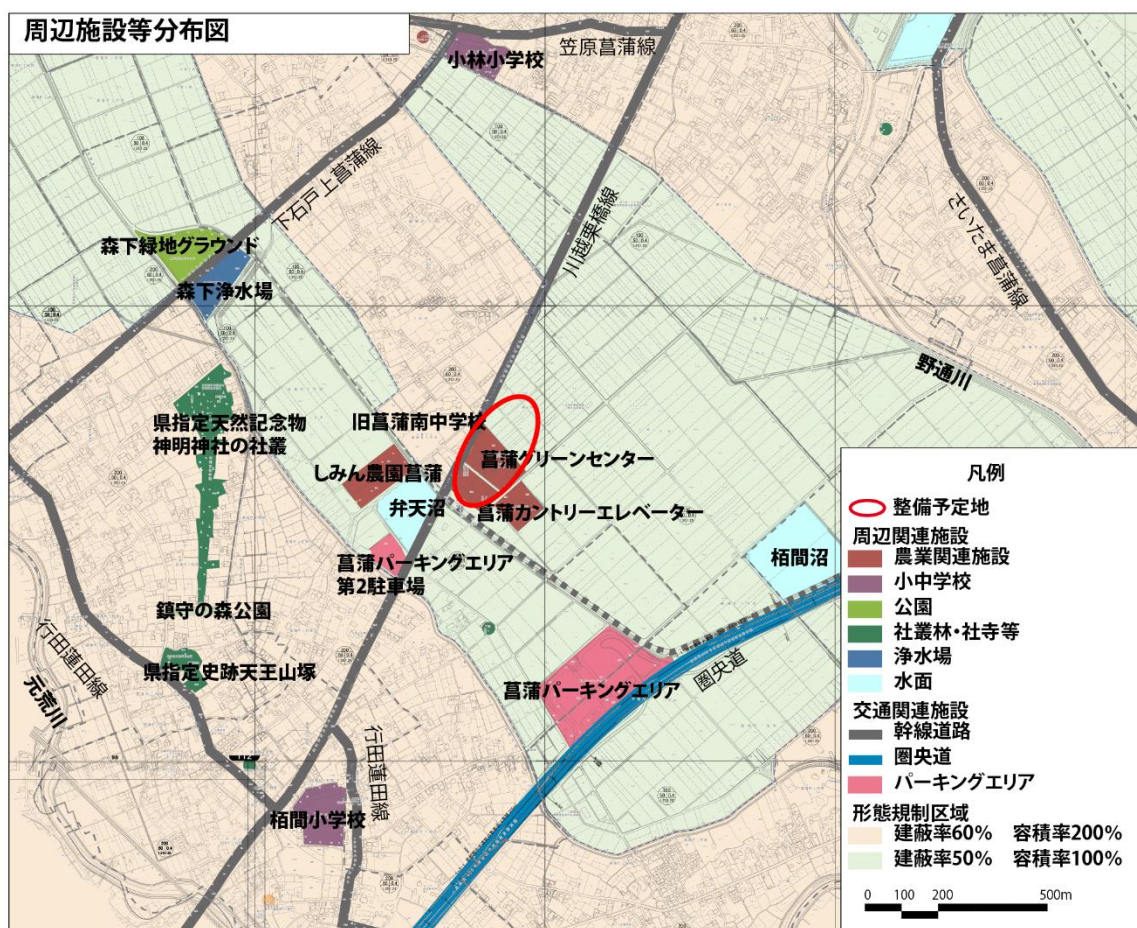 周辺施設等分布図
小林小学校
笠原菖蒲線
下石戸上菖蒲線
川越栗橋線
さいたま菖蒲線
森下緑地グラウンド
森下浄水場
野通川
県指定天然記念物
神明神社の社叢
旧菖蒲南中学校
しみん農園菖蒲
菖蒲グリーンセンター
弁天沼
菖蒲カントリーエレベーター
菖蒲パーキングエリア
第2駐車場
栢間沼
鎮守の森公園
行田蓮田線
元荒川
県指定史跡天王山塚
菖蒲パーキングエリア
圏央道
行田蓮田線
栢間小学校
凡例
整備予定地
周辺関連施設
農業関連施設
小中学校
公園
社叢林・社寺等
浄水場
水面
交通関連施設
幹線道路
圏央道
パーキングエリア
形態規制区域
建蔽率60% 容積率200%
建蔽率50% 容積率100%
0 100 200 500m